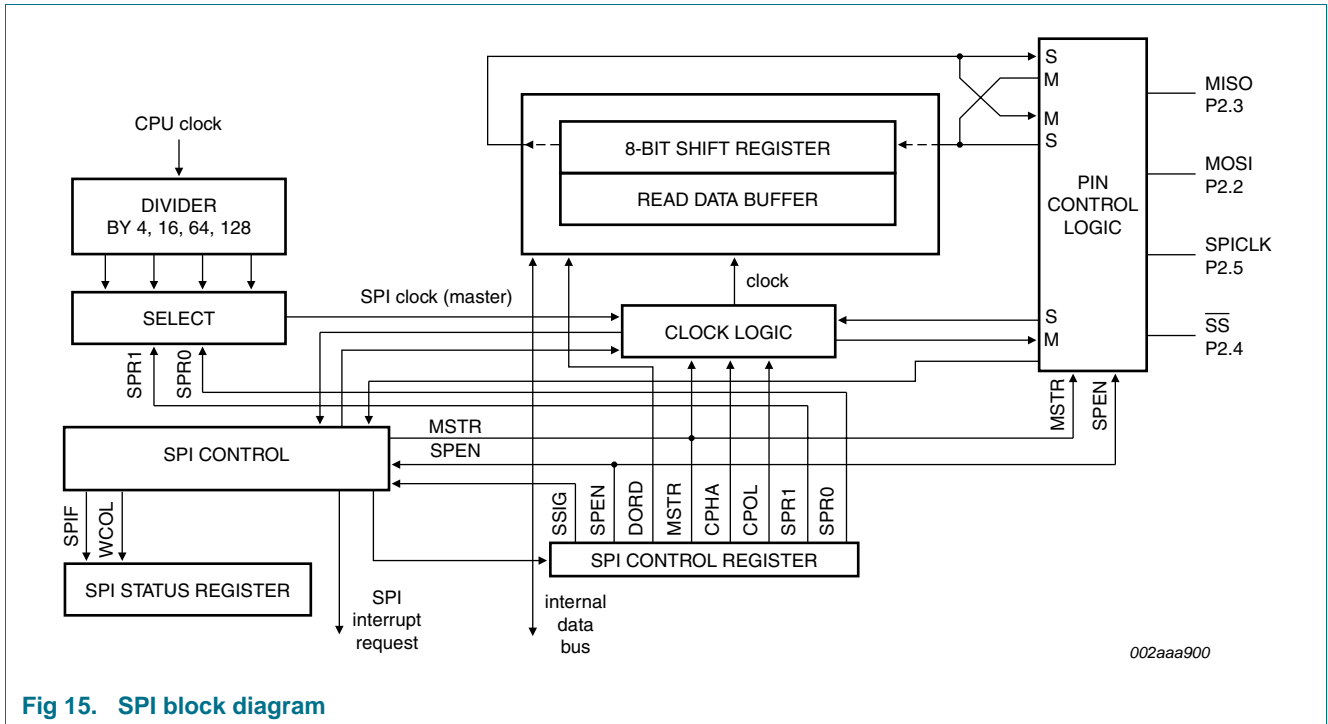 CPU clock
DIVIDER
BY 4, 16, 64, 128
SELECT
SPR1
SPR0
SPI clock (master)
8-BIT SHIFT REGISTER
READ DATA BUFFER
clock
CLOCK LOGIC
S
M
M
S
PIN
CONTROL
LOGIC
S
M
MISO
P2.3
MOSI
P2.2
SPICLK
P2.5
SS
P2.4
MSTR
SPEN
SPI CONTROL
MSTR
SPEN
SPIF
WCOL
SPI STATUS REGISTER
SSIG
SPEN
DORD
MSTR
CPHA
CPOL
SPR1
SPR0
SPI CONTROL REGISTER
SPI
interrupt
request
internal
data
bus
002aaa900
Fig 15. SPI block diagram